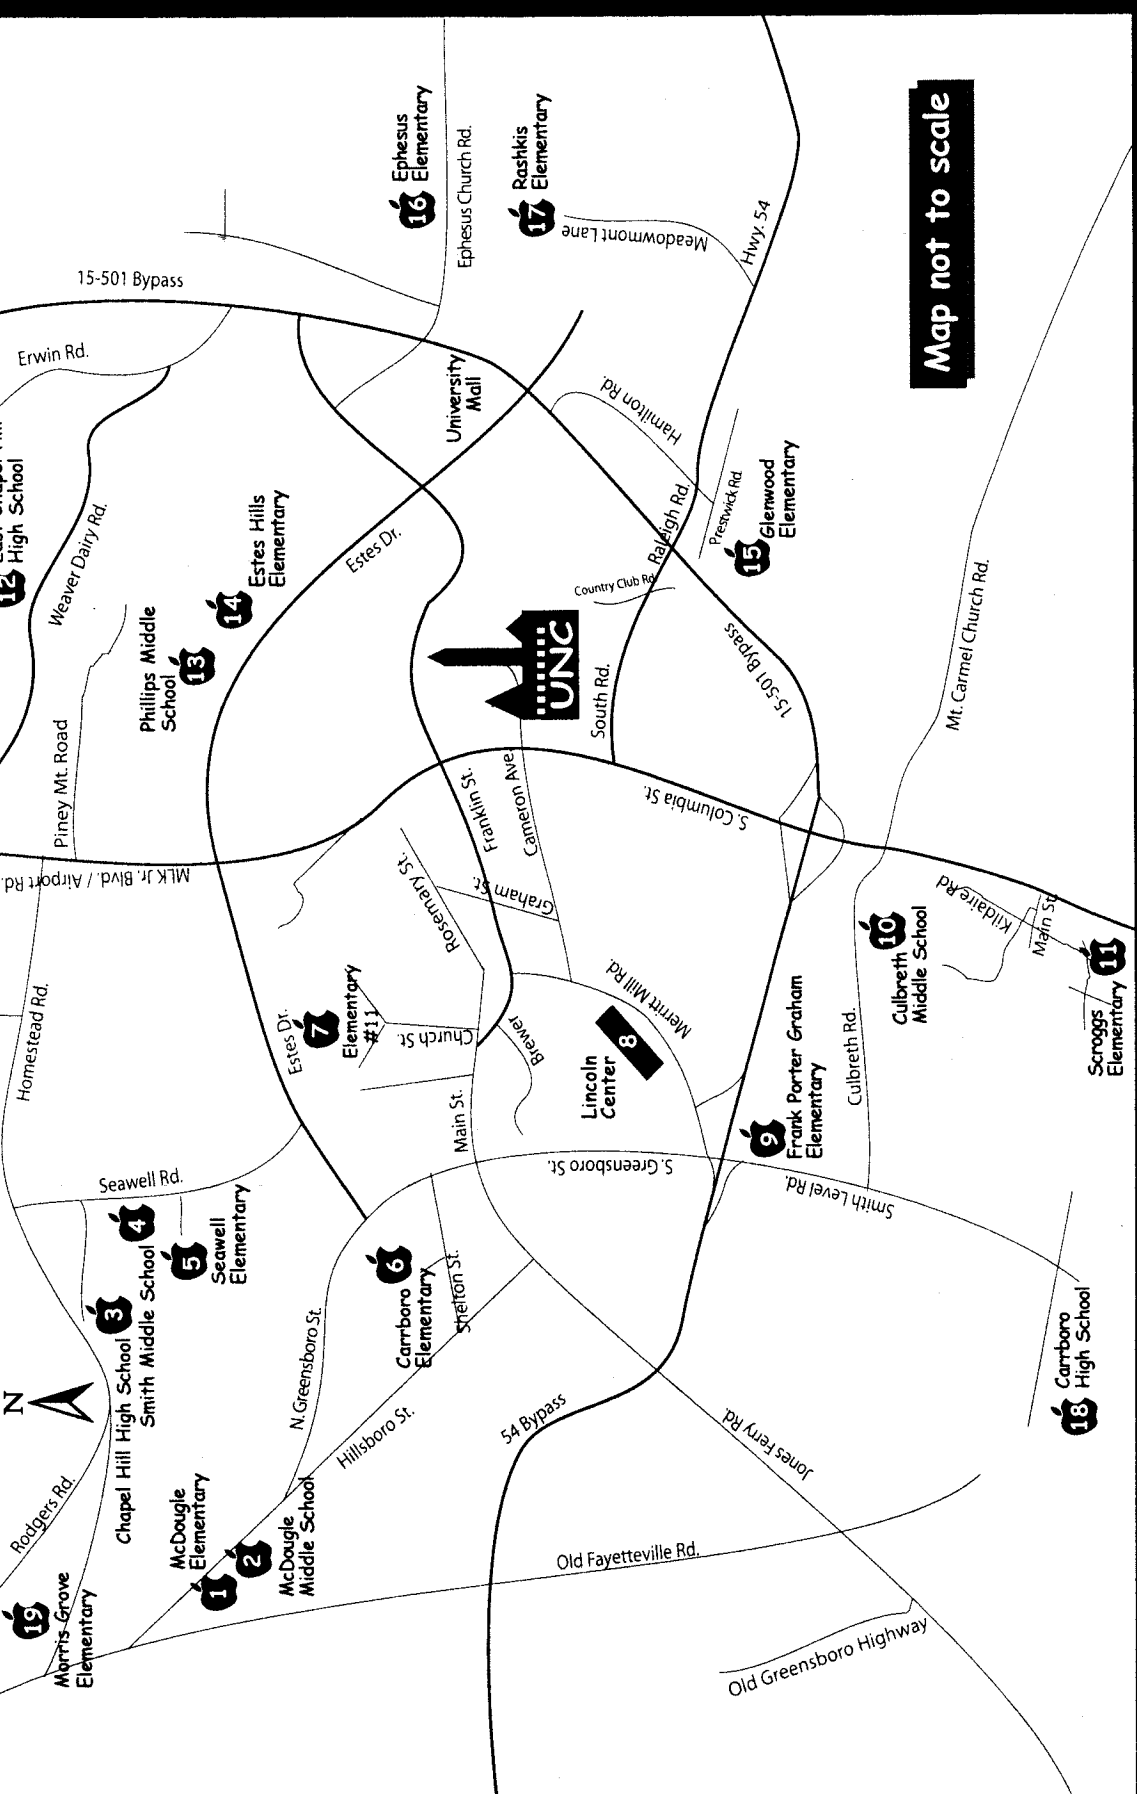 N
Rodgers Rd.
19
Morris Grove
Elementary
McDougle
Elementary
1
2
McDougle
Middle School
Chapel Hill High School
3
Smith Middle School
4
5
Seawell
Elementary
Seawell Rd.
Homestead Rd.
MLK Jr. Blvd. / Airport Rd.
Piney Mt. Road
Phillips Middle
School
13
14
Estes Hills
Elementary
Weaver Dairy Rd.
12
High School
Erwin Rd.
15-501 Bypass
Ephesus
Elementary
16
Ephesus Church Rd.
Rashkis
Elementary
17
Meadowmont Lane
Hwy. 54
University
Mall
Hamilton Rd.
Raleigh Rd.
Prestwick Rd.
15
Glenwood
Elementary
Country Club Rd
Estes Dr.
UNC
South Rd.
15-501 Bypass
S. Columbia St.
Franklin St.
Cameron Ave.
Rosemary St.
Graham St.
Estes Dr.
7
Elementary
#11
Church St.
Brewer
Main St.
Merritt Mill Rd.
Lincoln
Center
8
S. Greensboro St.
9
Frank Porter Graham
Elementary
Culbreth Rd.
10
Culbreth
Middle School
Kildaire Rd
Main St.
11
Scroggs
Elementary
Mt. Carmel Church Rd.
Smith Level Rd.
18
Carrboro
High School
6
Carrboro
Elementary
Shelton St.
N. Greensboro St.
Hillsboro St.
54 Bypass
Jones Ferry Rd.
Old Fayetteville Rd.
Old Greensboro Highway
Map not to scale